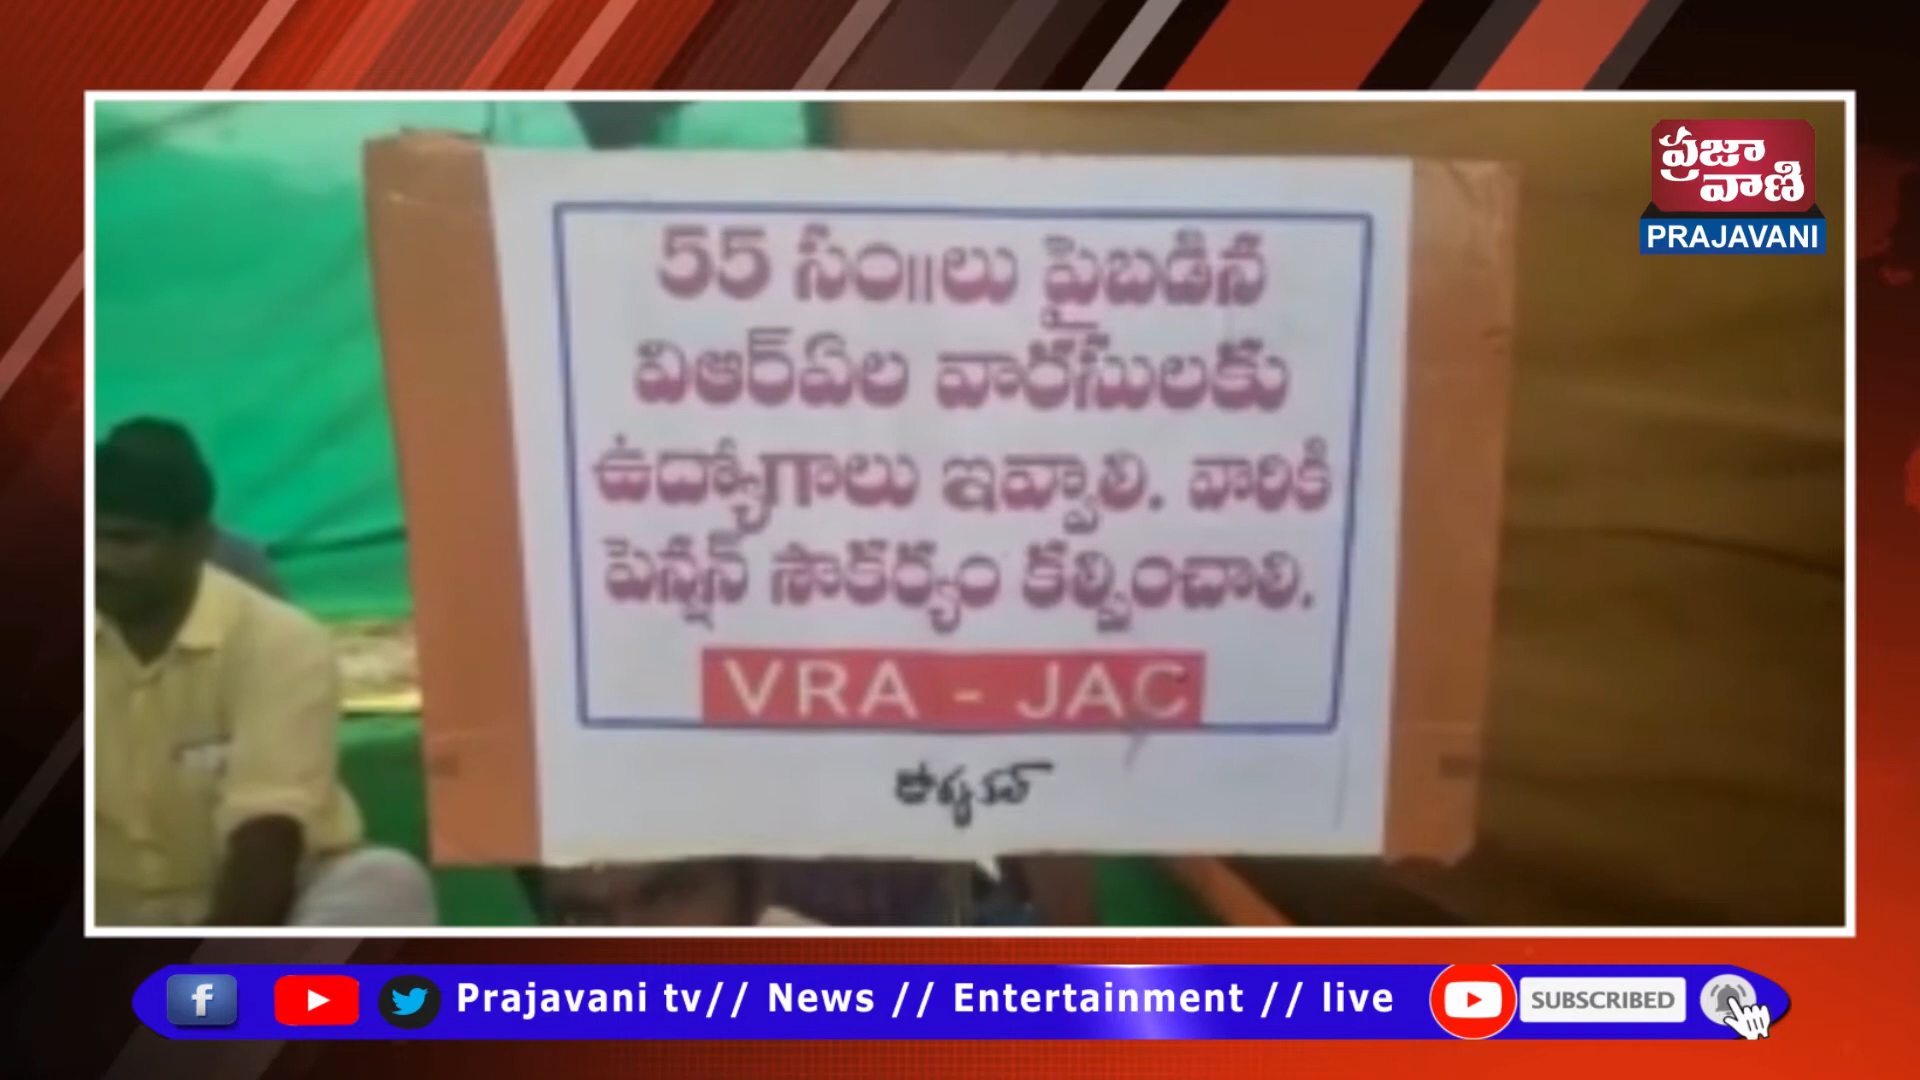 ప్రజా
వాణి
PRAJAVANI
55 సం॥లు పైబడిన
విఆర్ఏల వారసులకు
ఉద్యోగాలు ఇవ్వాలి. వారికి
పెన్షన్ సౌకర్యం కల్పించాలి.
VRA - JAC
Prajavani tv// News // Entertainment // live
SUBSCRIBED